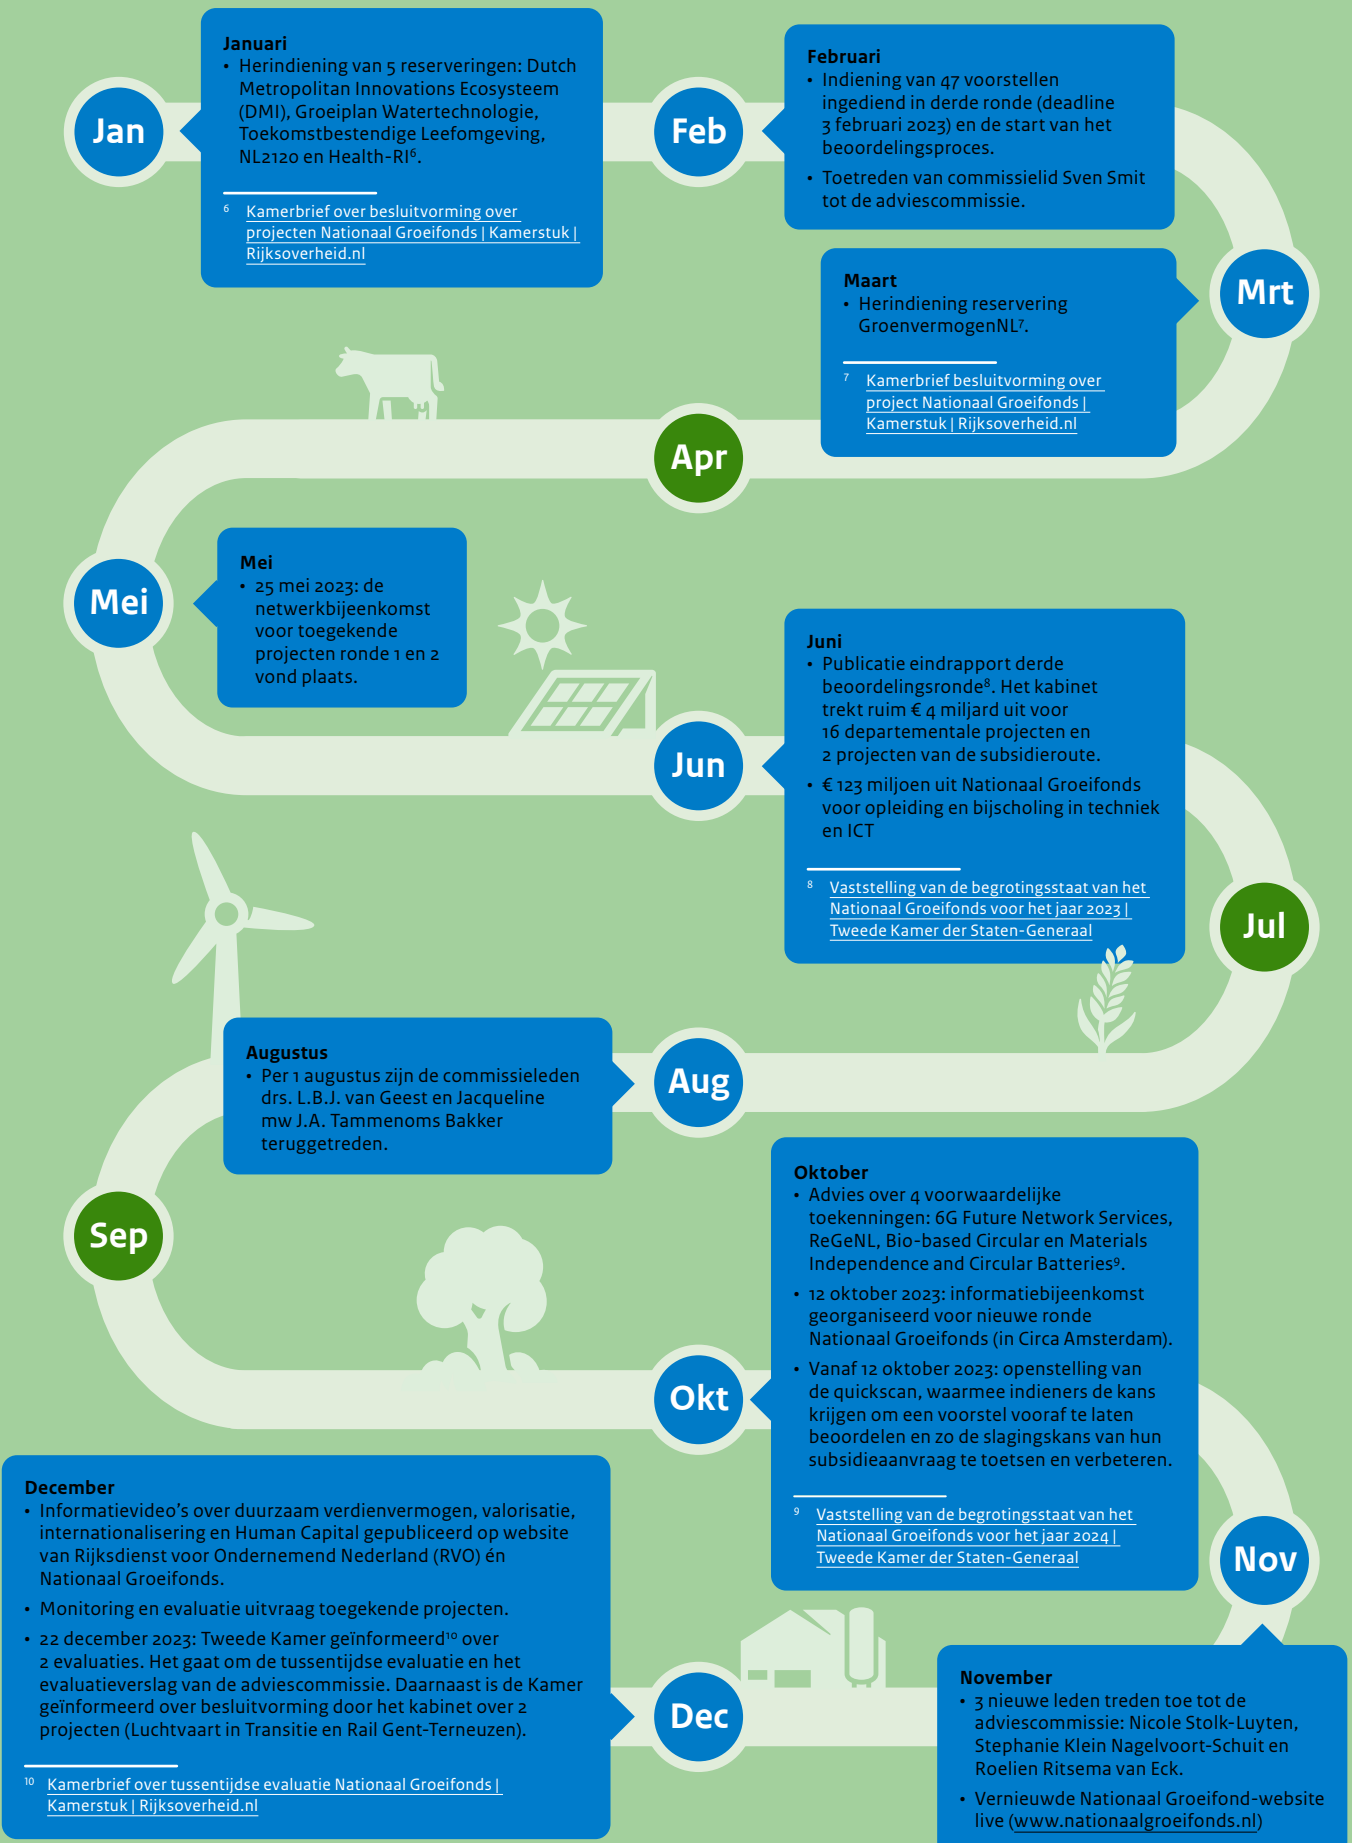 Jan
Januari
• Herindiening van 5 reserveringen: Dutch
Metropolitan Innovations Ecosysteem
(DMI), Groeiplan Watertechnologie,
Toekomstbestendige Leefomgeving,
NL2120 en Health-RI⁶.
⁶ Kamerbrief over besluitvorming over
projecten Nationaal Groeifonds | Kamerstuk |
Rijksoverheid.nl
Feb
Februari
• Indiening van 47 voorstellen
ingediend in derde ronde (deadline
3 februari 2023) en de start van het
beoordelingsproces.
• Toetreden van commissielid Sven Smit
tot de adviescommissie.
Mrt
Maart
• Herindiening reservering
GroenvermogenNL⁷.
⁷ Kamerbrief besluitvorming over
project Nationaal Groeifonds |
Kamerstuk | Rijksoverheid.nl
Apr
Mei
Mei
• 25 mei 2023: de
netwerkbijeenkomst
voor toegekende
projecten ronde 1 en 2
vond plaats.
Jun
Juni
• Publicatie eindrapport derde
beoordelingsronde⁸. Het kabinet
trekt ruim € 4 miljard uit voor
16 departementale projecten en
2 projecten van de subsidieroute.
• € 123 miljoen uit Nationaal Groeifonds
voor opleiding en bijscholing in techniek
en ICT
⁸ Vaststelling van de begrotingsstaat van het
Nationaal Groeifonds voor het jaar 2023 |
Tweede Kamer der Staten-Generaal
Jul
Augustus
• Per 1 augustus zijn de commissieleden
drs. L.B.J. van Geest en Jacqueline
mw J.A. Tammenoms Bakker
teruggetreden.
Aug
Sep
Okt
Oktober
• Advies over 4 voorwaardelijke
toekenningen: 6G Future Network Services,
ReGeNL, Bio-based Circular en Materials
Independence and Circular Batteries⁹.
• 12 oktober 2023: informatiebijeenkomst
georganiseerd voor nieuwe ronde
Nationaal Groeifonds (in Circa Amsterdam).
• Vanaf 12 oktober 2023: openstelling van
de quickscan, waarmee indieners de kans
krijgen om een voorstel vooraf te laten
beoordelen en zo de slagingskans van hun
subsidieaanvraag te toetsen en verbeteren.
⁹ Vaststelling van de begrotingsstaat van het
Nationaal Groeifonds voor het jaar 2024 |
Tweede Kamer der Staten-Generaal
Nov
November
• 3 nieuwe leden treden toe tot de
adviescommissie: Nicole Stolk-Luyten,
Stephanie Klein Nagelvoort-Schuit en
Roelien Ritsema van Eck.
• Vernieuwde Nationaal Groeifond-website
live (www.nationaalgroeifonds.nl)
December
• Informatievideo's over duurzaam verdienvermogen, valorisatie,
internationalisering en Human Capital gepubliceerd op website
van Rijksdienst voor Ondernemend Nederland (RVO) én
Nationaal Groeifonds.
• Monitoring en evaluatie uitvraag toegekende projecten.
• 22 december 2023: Tweede Kamer geïnformeerd¹⁰ over
2 evaluaties. Het gaat om de tussentijdse evaluatie en het
evaluatieverslag van de adviescommissie. Daarnaast is de Kamer
geïnformeerd over besluitvorming door het kabinet over 2
projecten (Luchtvaart in Transitie en Rail Gent-Terneuzen).
¹⁰ Kamerbrief over tussentijdse evaluatie Nationaal Groeifonds |
Kamerstuk | Rijksoverheid.nl
Dec